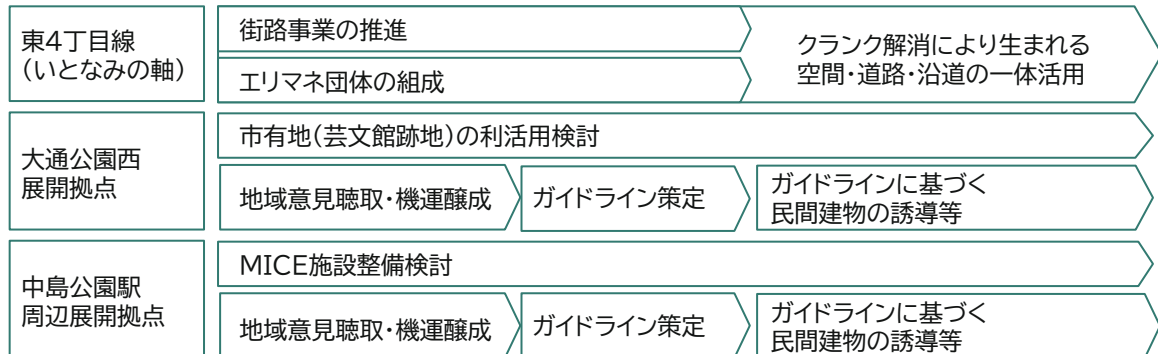 東4丁目線
(いとなみの軸)
街路事業の推進
エリマネ団体の組成
クランク解消により生まれる
空間・道路・沿道の一体活用
大通公園西
展開拠点
市有地(芸文館跡地)の利活用検討
地域意見聴取・機運醸成
ガイドライン策定
ガイドラインに基づく
民間建物の誘導等
中島公園駅
周辺展開拠点
MICE施設整備検討
地域意見聴取・機運醸成
ガイドライン策定
ガイドラインに基づく
民間建物の誘導等